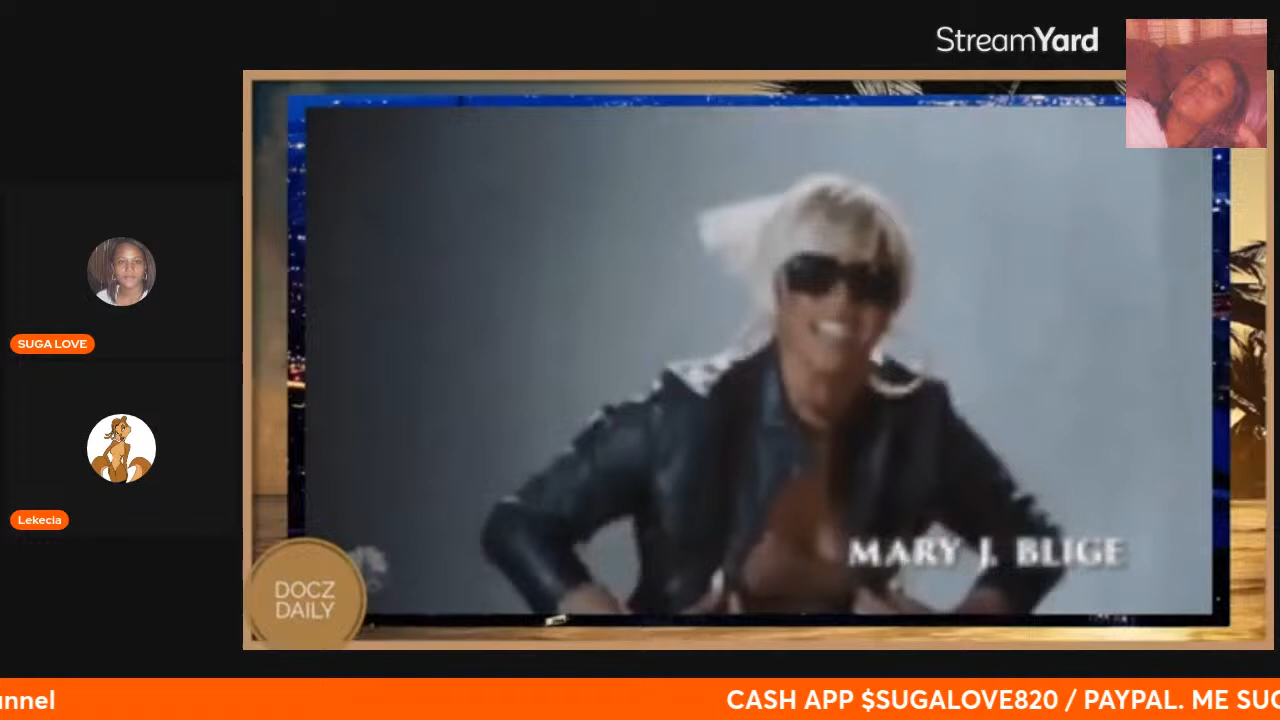 StreamYard
SUGA LOVE
Lekecia
MARY J. BLIGE
DOCZ
DAILY
nnel
CASH APP $SUGALOVE820 / PAYPAL. ME SUG